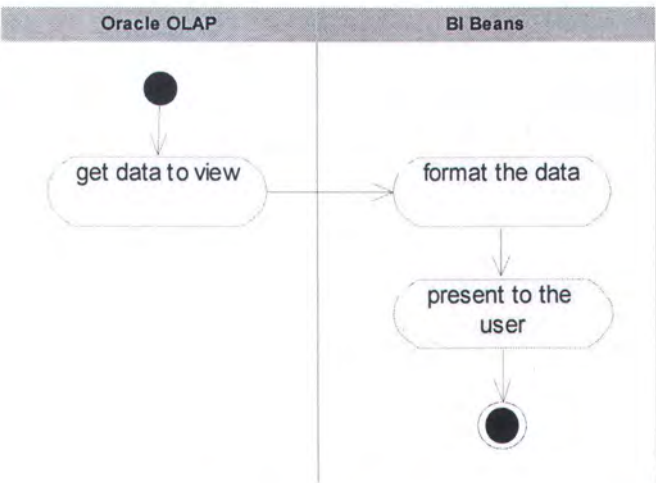 Oracle OLAP
BI Beans
get data to view
format the data
present to the
user